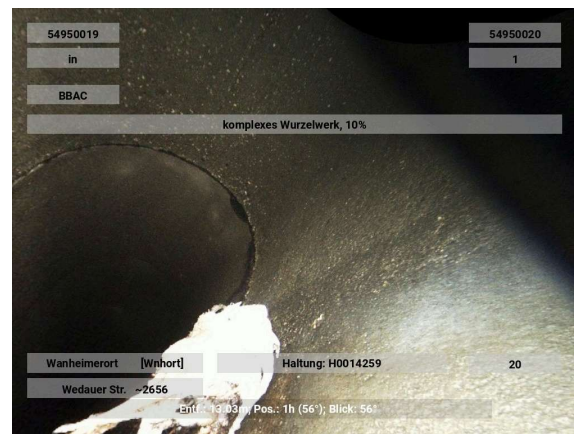 54950019 54950020
in 1
BBAC
komplexes Wurzelwerk, 10%
Wanheimerort [Wnhort] Haltung: H0014259 20
Wedauer Str. ~2656
Entf.: 13.03m; Pos.: 1h (56°); Blick: 56°